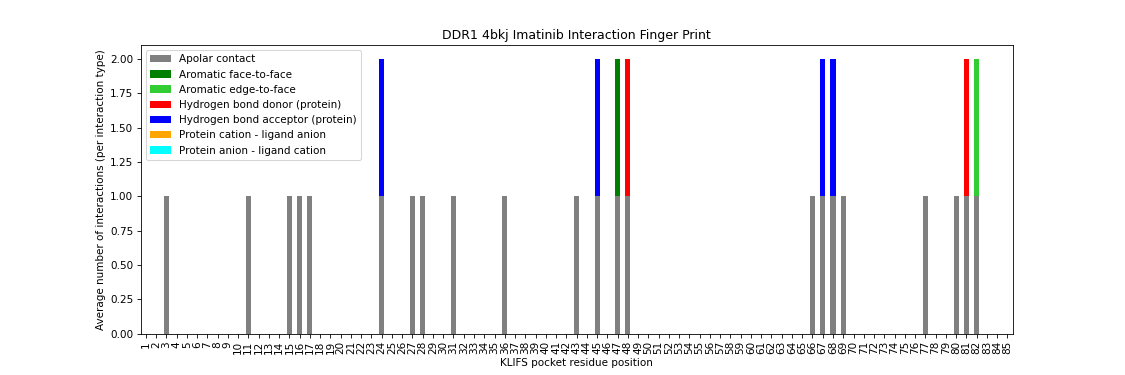 DDR1 4bkj Imatinib Interaction Finger Print
Average number of interactions (per interaction type)
2.00
1.75
1.50
1.25
1.00
0.75
0.50
0.25
0.00
Apolar contact
Aromatic face-to-face
Aromatic edge-to-face
Hydrogen bond donor (protein)
Hydrogen bond acceptor (protein)
Protein cation - ligand anion
Protein anion - ligand cation
1 2 3 4 5 6 7 8 9 10 11 12 13 14 15 16 17 18 19 20 21 22 23 24 25 26 27 28 29 30 31 32 33 34 35 36 37 38 39 40 41 42 43 44 45 46 47 48 49 50 51 52 53 54 55 56 57 58 59 60 61 62 63 64 65 66 67 68 69 70 71 72 73 74 75 76 77 78 79 80 81 82 83 84 85
KLIFS pocket residue position